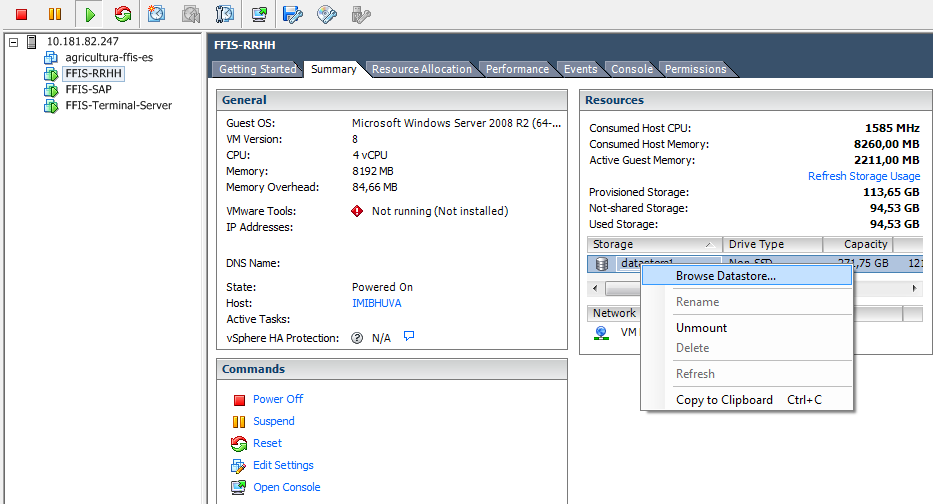 10.181.82.247
agricultura-ffis-es
FFIS-RRHH
FFIS-SAP
FFIS-Terminal-Server
FFIS-RRHH
Getting Started Summary Resource Allocation Performance Events Console Permissions
General
Guest OS: Microsoft Windows Server 2008 R2 (64-...
VM Version: 8
CPU: 4 vCPU
Memory: 8192 MB
Memory Overhead: 84,66 MB
VMware Tools: Not running (Not installed)
IP Addresses:
DNS Name:
State: Powered On
Host: IMIBHUVA
Active Tasks:
vSphere HA Protection: N/A
Commands
Power Off
Suspend
Reset
Edit Settings
Open Console
Resources
Consumed Host CPU: 1585 MHz
Consumed Host Memory: 8260,00 MB
Active Guest Memory: 2211,00 MB
Refresh Storage Usage
Provisioned Storage: 113,65 GB
Not-shared Storage: 94,53 GB
Used Storage: 94,53 GB
Storage Drive Type Capacity
datastore1 Non-SSD 271,75 GB 121
Network
VM
Browse Datastore...
Rename
Unmount
Delete
Refresh
Copy to Clipboard Ctrl+C